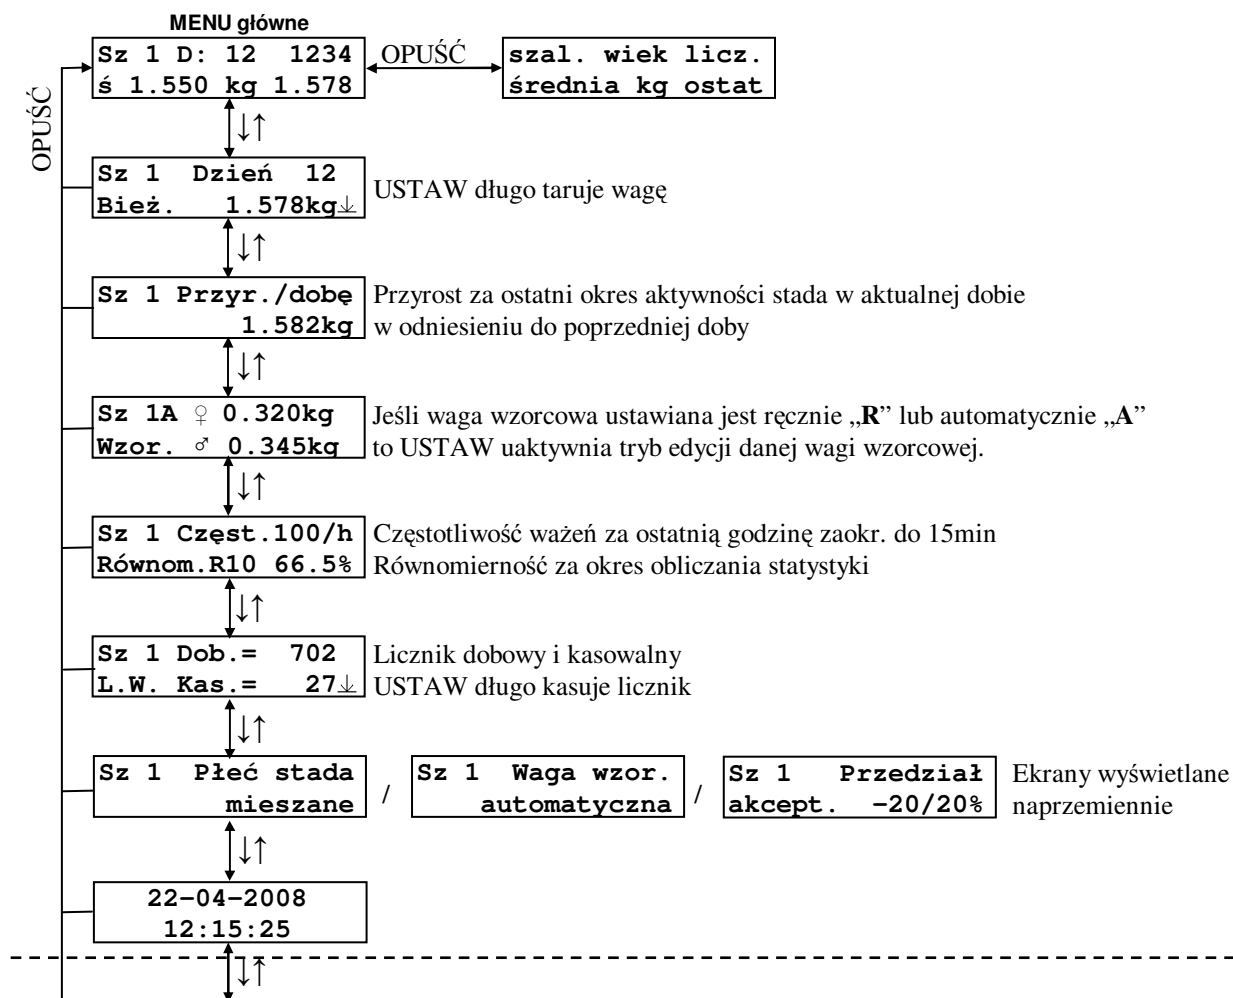 MENU główne
Sz 1 D: 12 1234
ś 1.550 kg 1.578
OPUŚĆ
szal. wiek licz.
średnia kg ostat
OPUŚĆ
↓↑
Sz 1 Dzień 12
Bież. 1.578kg↓
USTAW długo taruje wagę
↓↑
Sz 1 Przyr./dobę
1.582kg
Przyrost za ostatni okres aktywności stada w aktualnej dobie
w odniesieniu do poprzedniej doby
↓↑
Sz 1A ♀ 0.320kg
Wzor. ♂ 0.345kg
Jeśli waga wzorcowa ustawiana jest ręcznie „R” lub automatycznie „A”
to USTAW uaktywnia tryb edycji danej wagi wzorcowej.
↓↑
Sz 1 Częst.100/h
Równom.R10 66.5%
Częstotliwość ważeń za ostatnią godzinę zaokr. do 15min
Równomierność za okres obliczania statystyki
↓↑
Sz 1 Dob.= 702
L.W. Kas.= 27↓
Licznik dobowy i kasowalny
USTAW długo kasuje licznik
↓↑
Sz 1 Płeć stada
mieszane
/
Sz 1 Waga wzor.
automatyczna
/
Sz 1 Przedział
akcept. -20/20%
Ekrany wyświetlane
naprzemiennie
↓↑
22-04-2008
12:15:25
↓↑